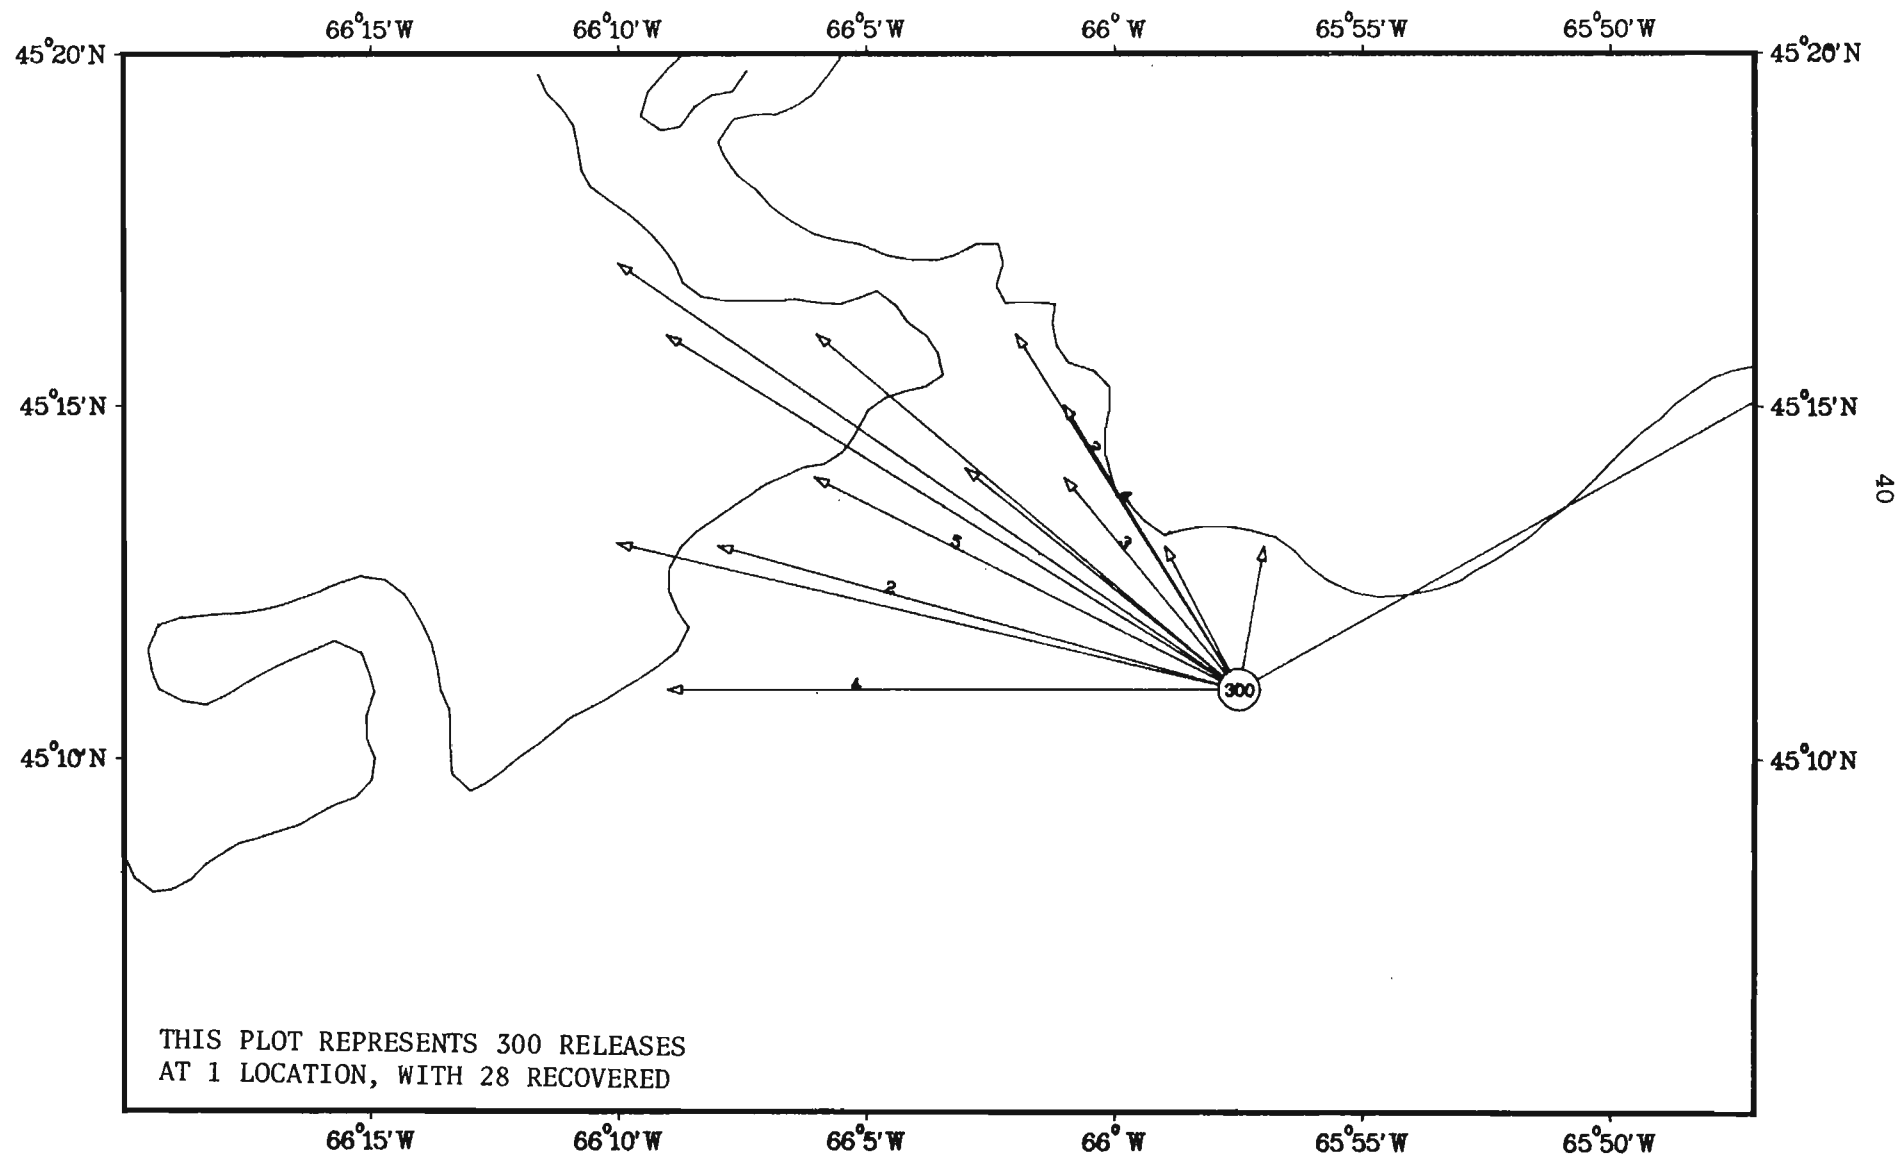 66°15'W 66°10'W 66°5'W 66°W 65°55'W 65°50'W
45°20'N 45°20'N
45°15'N 45°15'N
2
40
3
5
2
300
4
45°10'N 45°10'N
THIS PLOT REPRESENTS 300 RELEASES
AT 1 LOCATION, WITH 28 RECOVERED
66°15'W 66°10'W 66°5'W 66°W 65°55'W 65°50'W